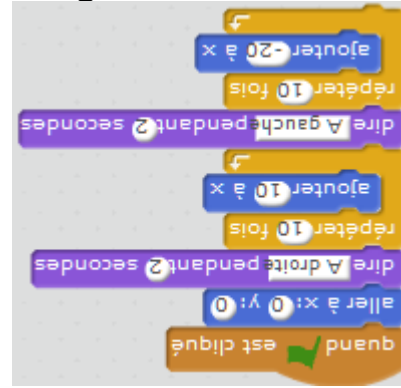 quand est cliqué
aller à x: 0 y: 0
dire A droite pendant 2 secondes
répéter 10 fois
ajouter 10 à x
dire A gauche pendant 2 secondes
répéter 10 fois
ajouter -20 à x